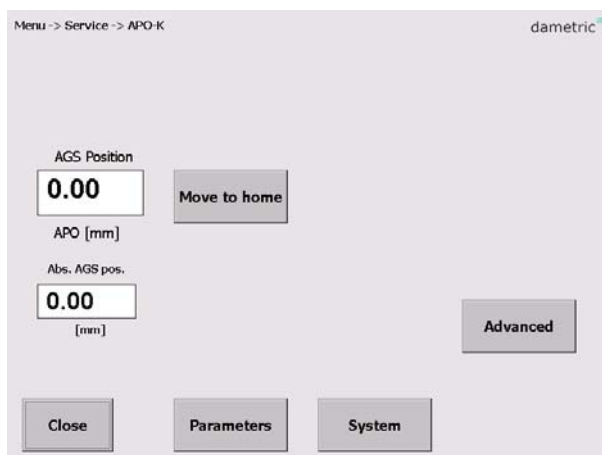 Menu -> Service -> APO-K
dametric
AGS Position
0.00
Move to home
APO [mm]
Abs. AGS pos.
0.00
[mm]
Advanced
Close
Parameters
System